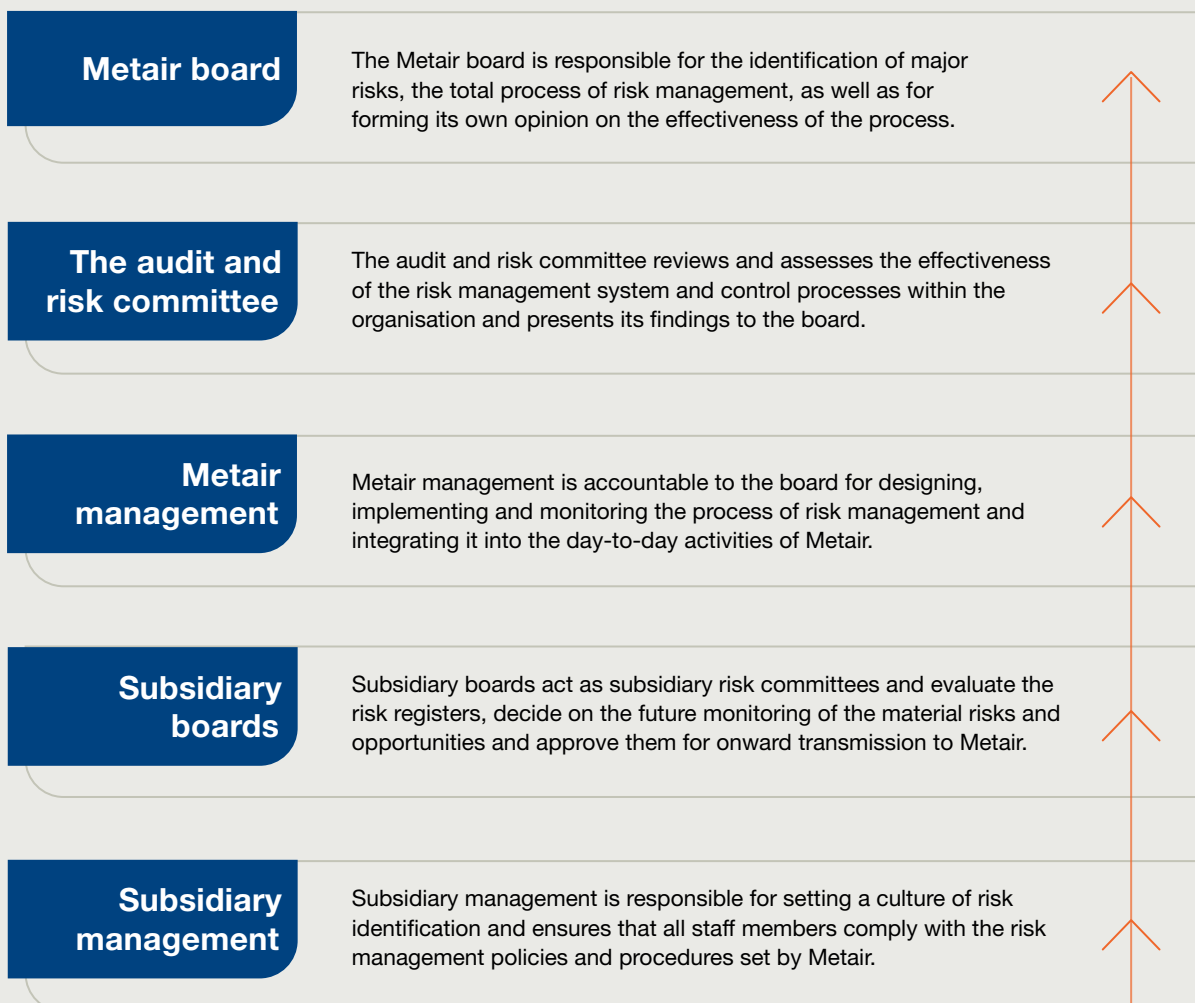 Metair board
The Metair board is responsible for the identification of major
risks, the total process of risk management, as well as for
forming its own opinion on the effectiveness of the process.
The audit and
risk committee
The audit and risk committee reviews and assesses the effectiveness
of the risk management system and control processes within the
organisation and presents its findings to the board.
Metair
management
Metair management is accountable to the board for designing,
implementing and monitoring the process of risk management and
integrating it into the day-to-day activities of Metair.
Subsidiary
boards
Subsidiary boards act as subsidiary risk committees and evaluate the
risk registers, decide on the future monitoring of the material risks and
opportunities and approve them for onward transmission to Metair.
Subsidiary
management
Subsidiary management is responsible for setting a culture of risk
identification and ensures that all staff members comply with the risk
management policies and procedures set by Metair.